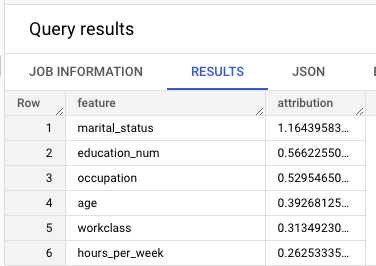 Query results
JOB INFORMATION RESULTS JSON
Row feature attribution
1 marital_status 1.16439583...
2 education_num 0.56622550...
3 occupation 0.52954650...
4 age 0.39268125...
5 workclass 0.31349230...
6 hours_per_week 0.26253335...